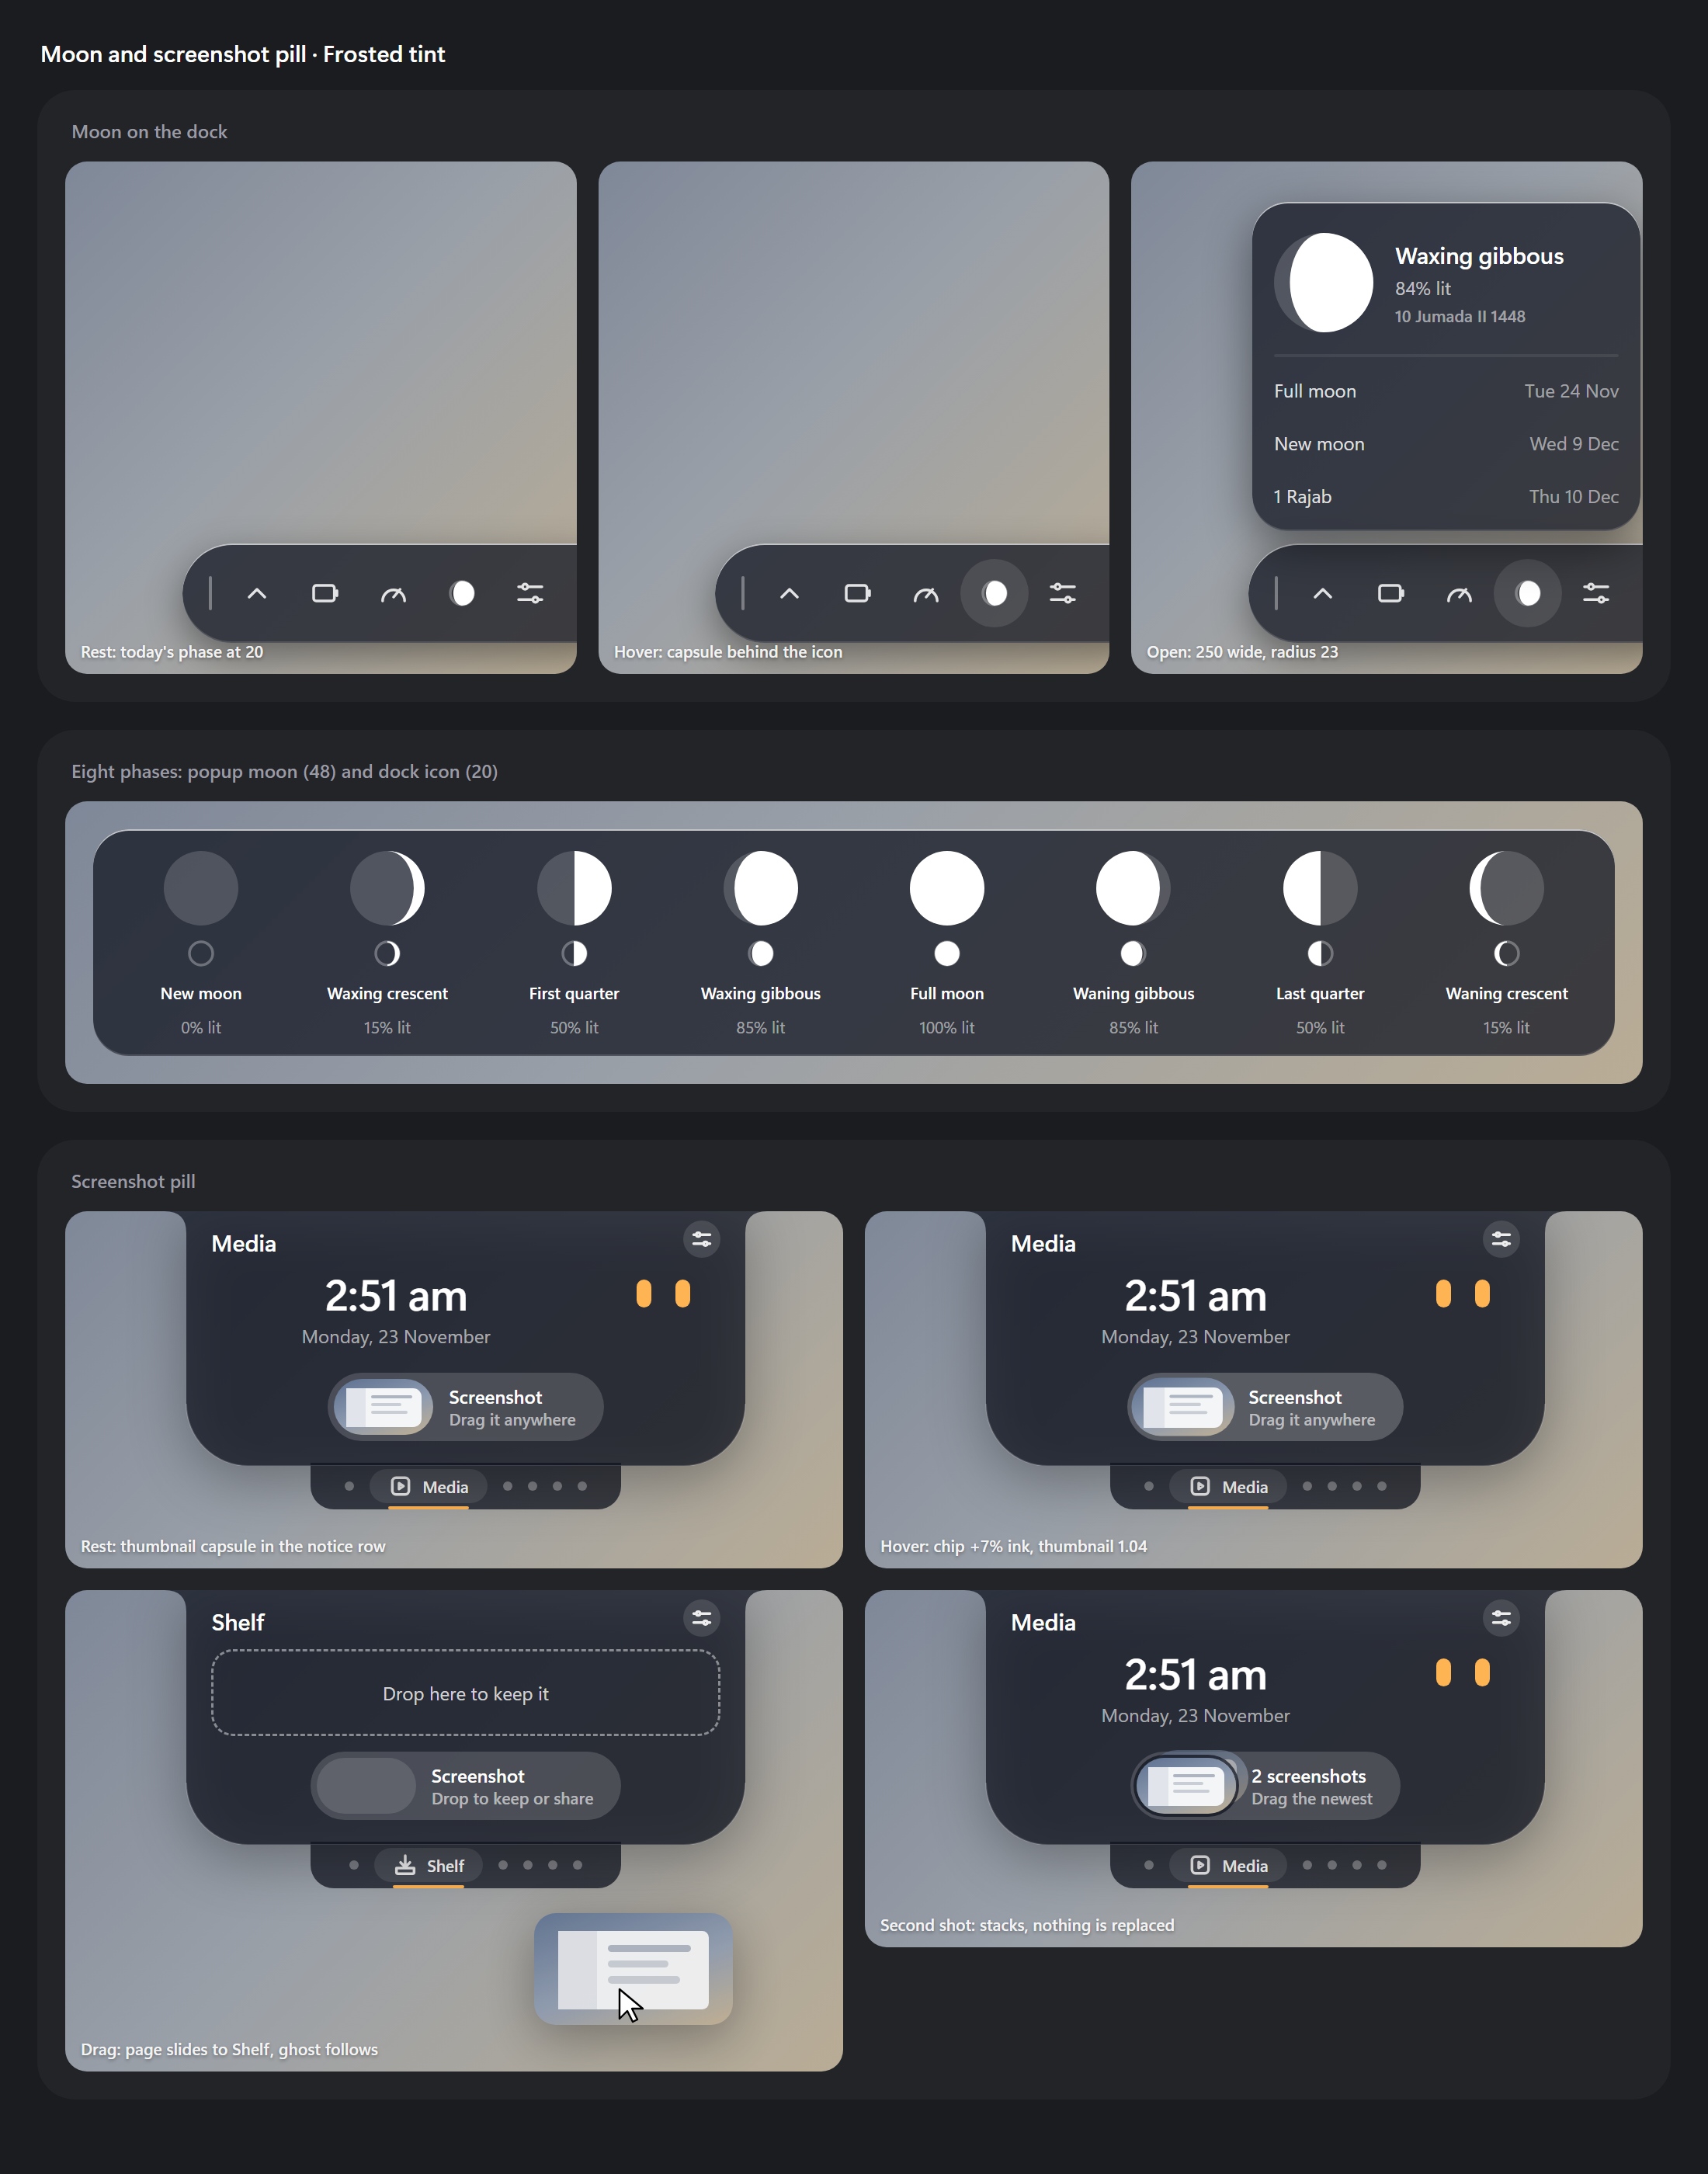 Moon and screenshot pill · Frosted tint
Moon on the dock
Rest: today's phase at 20
Hover: capsule behind the icon
Waxing gibbous
84% lit
10 Jumada II 1448
Full moon Tue 24 Nov
New moon Wed 9 Dec
1 Rajab Thu 10 Dec
Open: 250 wide, radius 23
Eight phases: popup moon (48) and dock icon (20)
New moon Waxing crescent First quarter Waxing gibbous Full moon Waning gibbous Last quarter Waning crescent
0% lit 15% lit 50% lit 85% lit 100% lit 85% lit 50% lit 15% lit
Screenshot pill
Media
2:51 am
Monday, 23 November
Screenshot
Drag it anywhere
Media
Rest: thumbnail capsule in the notice row
Media
2:51 am
Monday, 23 November
Screenshot
Drag it anywhere
Media
Hover: chip +7% ink, thumbnail 1.04
Shelf
Drop here to keep it
Screenshot
Drop to keep or share
Shelf
Drag: page slides to Shelf, ghost follows
Media
2:51 am
Monday, 23 November
2 screenshots
Drag the newest
Media
Second shot: stacks, nothing is replaced